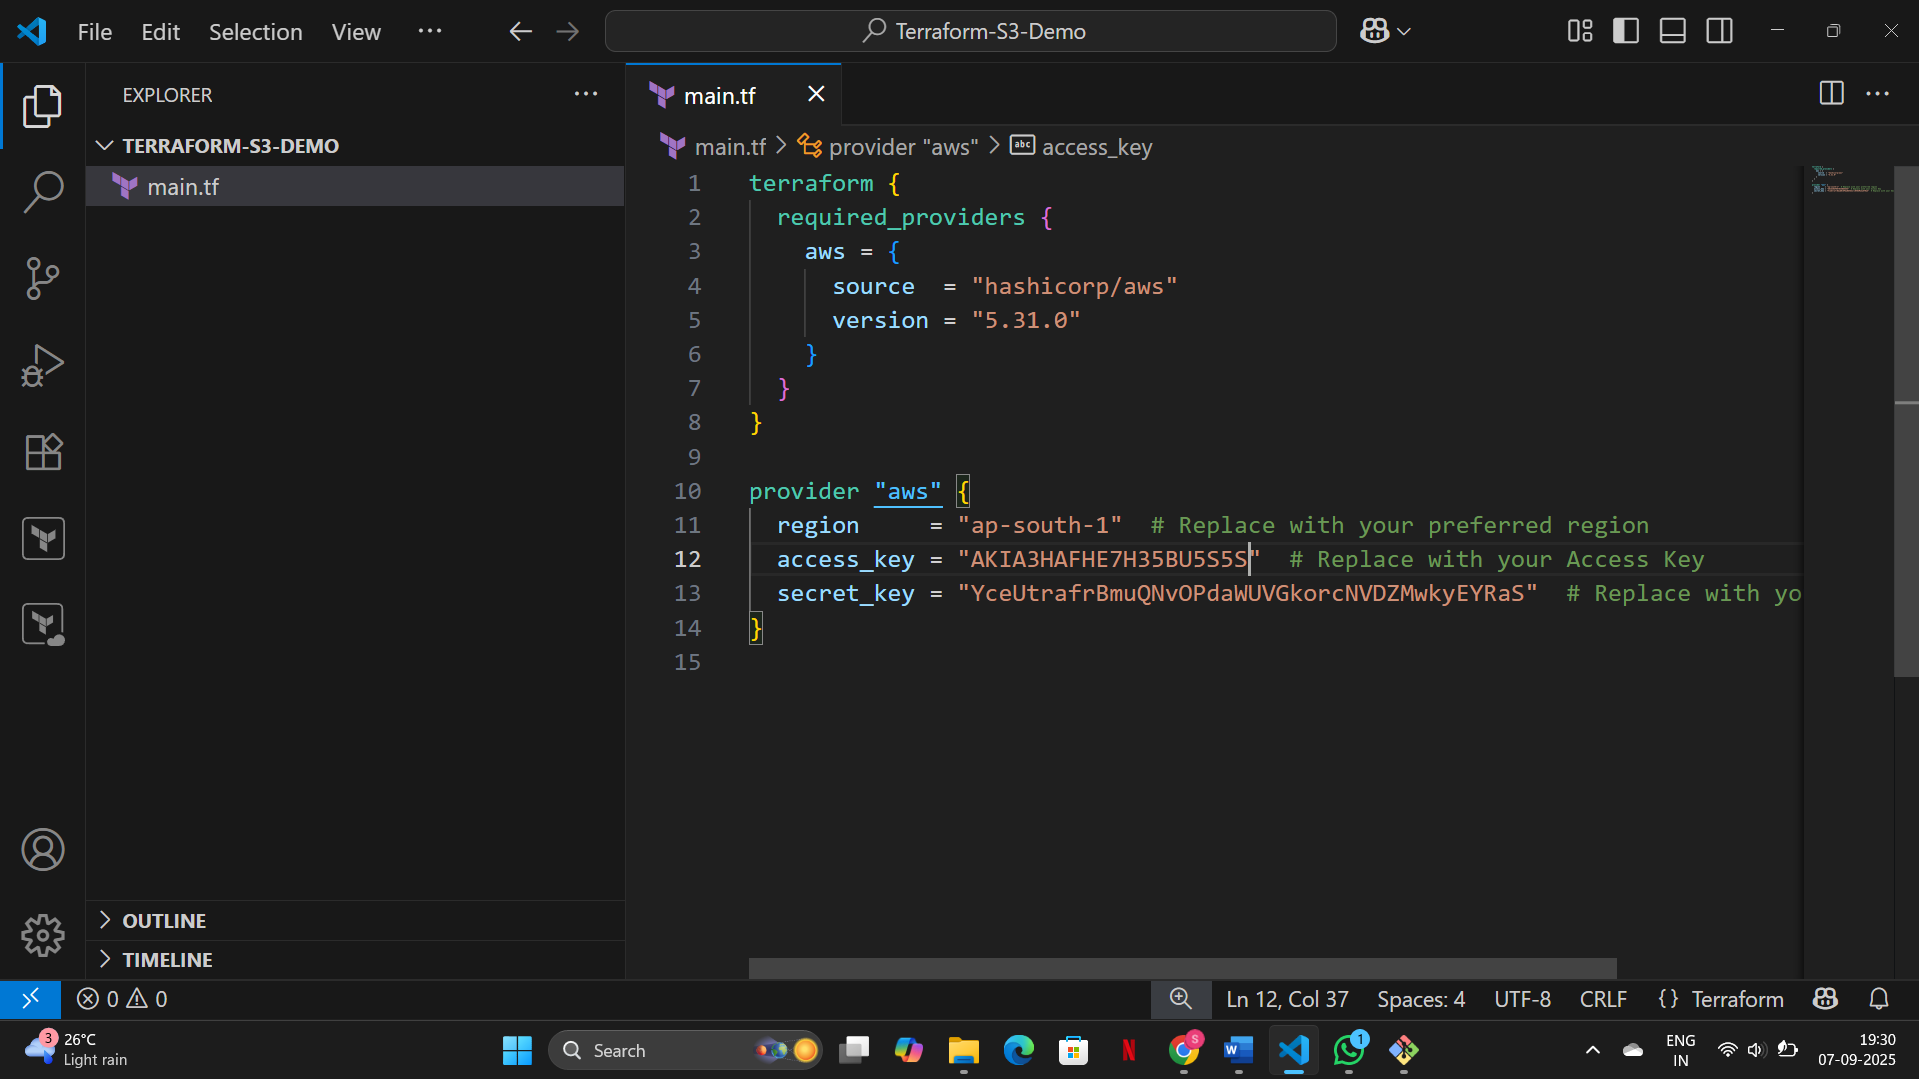 File Edit Selection View ···
Terraform-S3-Demo
EXPLORER
TERRAFORM-S3-DEMO
main.tf
OUTLINE
TIMELINE
main.tf
main.tf > provider "aws" > abc access_key
1 terraform {
2 required_providers {
3 aws = {
4 source = "hashicorp/aws"
5 version = "5.31.0"
6 }
7 }
8 }
9
10 provider "aws" {
11 region = "ap-south-1" # Replace with your preferred region
12 access_key = "AKIA3HAFHE7H35BU5S5S" # Replace with your Access Key
13 secret_key = "YceUtrafrBmuQNvOPdaWUVGkorcNVDZMwkyEYRaS" # Replace with yo
14 }
15
0 0
Ln 12, Col 37 Spaces: 4 UTF-8 CRLF {} Terraform
3
26°C
Light rain
Search
S
W
N
1
ENG
IN
19:30
07-09-2025